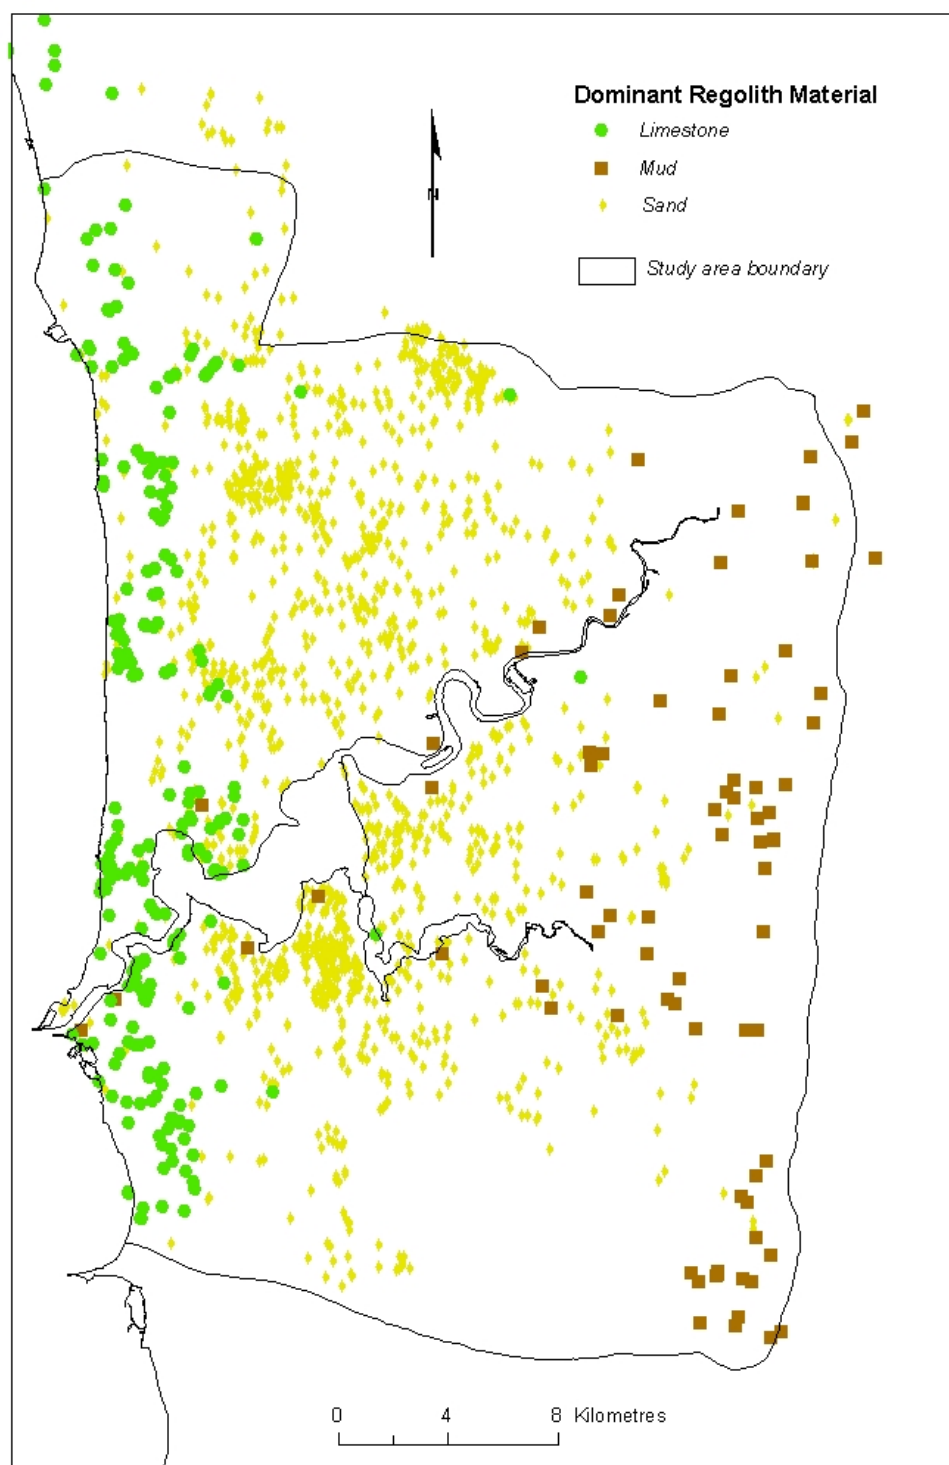 Dominant Regolith Material
Limestone
Mud
Sand
N
Study area boundary
0 4 8 Kilometres